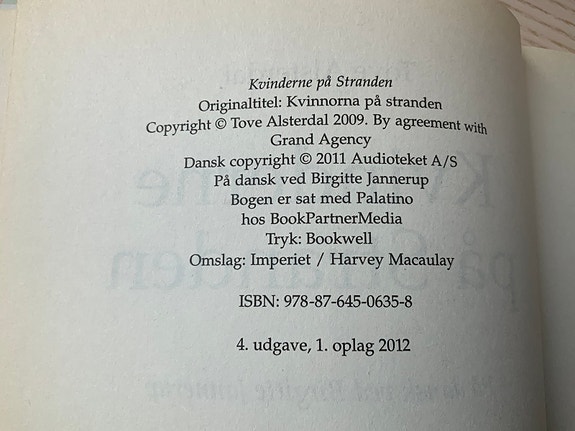 Kvinderne på Stranden
Originaltitel: Kvinnorna på stranden
Copyright © Tove Alsterdal 2009. By agreement with
Grand Agency
Dansk copyright © 2011 Audioteket A/S
På dansk ved Birgitte Jannerup
Bogen er sat med Palatino
hos BookPartnerMedia
Tryk: Bookwell
Omslag: Imperiet / Harvey Macaulay
ISBN: 978-87-645-0635-8
4. udgave, 1. oplag 2012